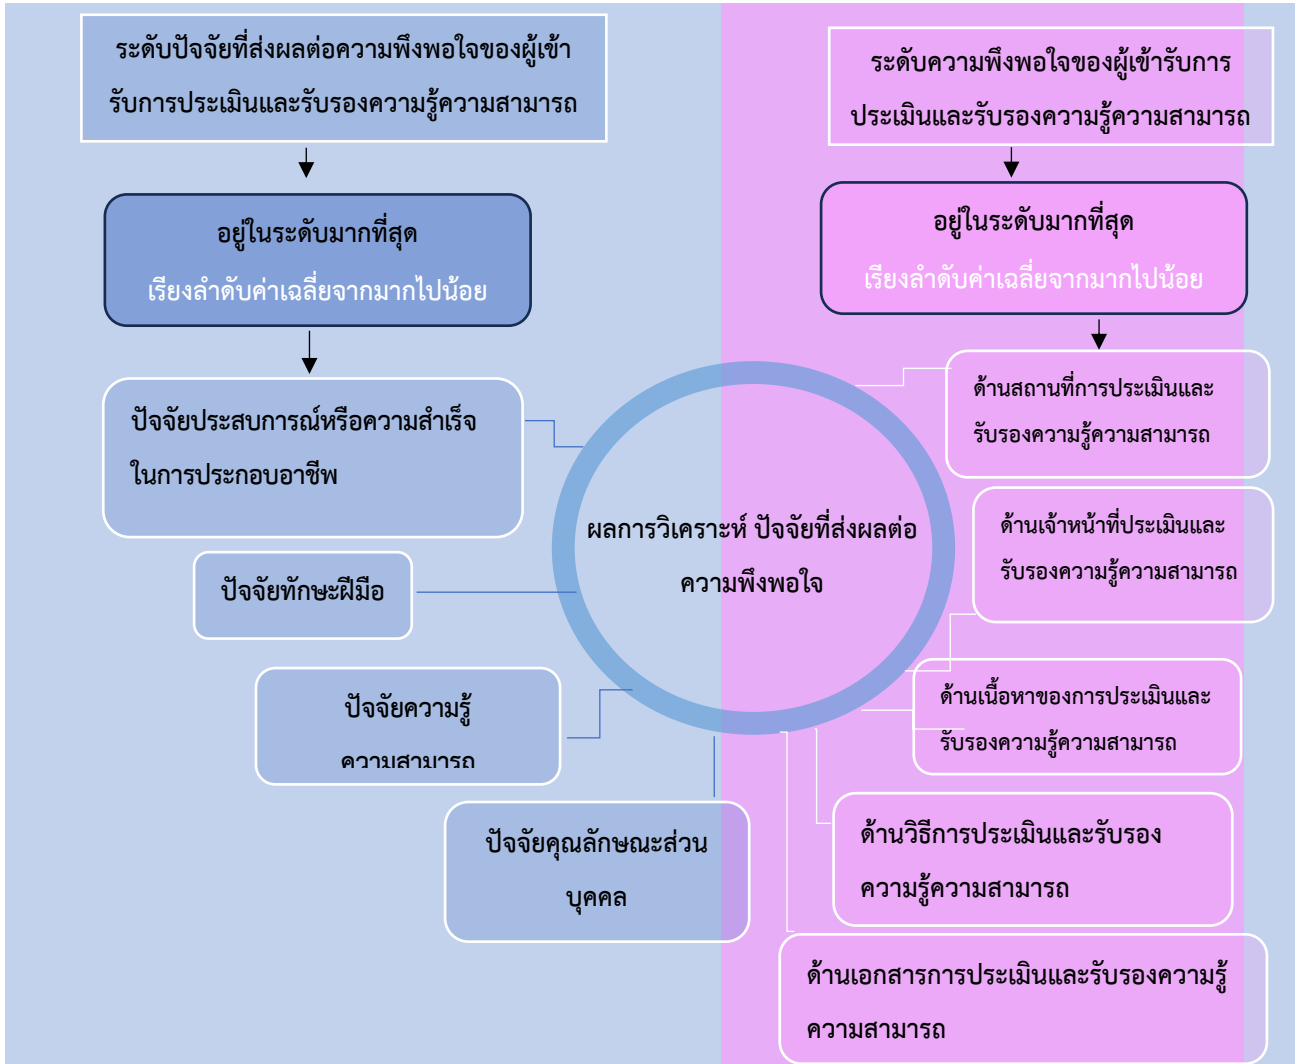 ระดับปัจจัยที่ส่งผลต่อความพึงพอใจของผู้เข้า
รับการประเมินและรับรองความรู้ความสามารถ
อยู่ในระดับมากที่สุด
เรียงลำดับค่าเฉลี่ยจากมากไปน้อย
ปัจจัยประสบการณ์หรือความสำเร็จ
ในการประกอบอาชีพ
ปัจจัยทักษะฝีมือ
ปัจจัยความรู้
ความสามารถ
ปัจจัยคุณลักษณะส่วน
บุคคล
ผลการวิเคราะห์ ปัจจัยที่ส่งผลต่อ
ความพึงพอใจ
ระดับความพึงพอใจของผู้เข้ารับการ
ประเมินและรับรองความรู้ความสามารถ
อยู่ในระดับมากที่สุด
เรียงลำดับค่าเฉลี่ยจากมากไปน้อย
ด้านสถานที่การประเมินและ
รับรองความรู้ความสามารถ
ด้านเจ้าหน้าที่ประเมินและ
รับรองความรู้ความสามารถ
ด้านเนื้อหาของการประเมินและ
รับรองความรู้ความสามารถ
ด้านวิธีการประเมินและรับรอง
ความรู้ความสามารถ
ด้านเอกสารการประเมินและรับรองความรู้
ความสามารถ